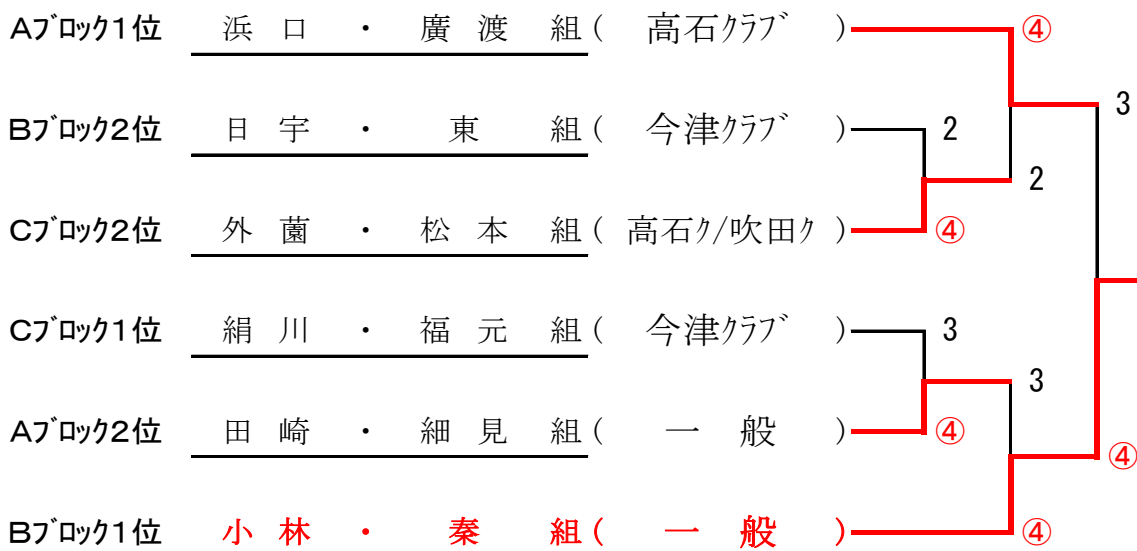 Aブロック1位 浜口・廣渡 組( 高石ｸﾗﾌﾞ ) ④
3
Bブロック2位 日宇・東 組( 今津ｸﾗﾌﾞ ) 2
2
Cブロック2位 外薗・松本 組( 高石ｸ/吹田ｸ ) ④
Cブロック1位 絹川・福元 組( 今津ｸﾗﾌﾞ ) 3
3
Aブロック2位 田崎・細見 組( 一般 ) ④
④
Bブロック1位 小林・秦 組( 一般 ) ④